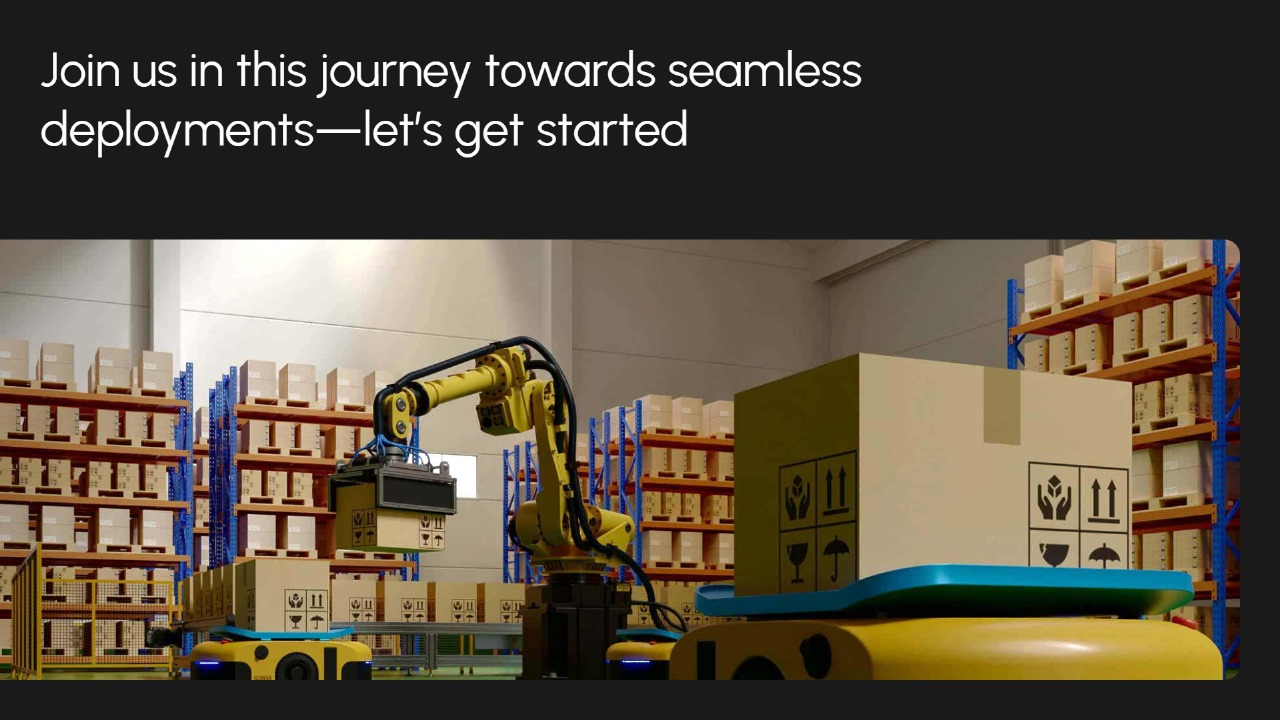 Join us in this journey towards seamless
deployments—let’s get started